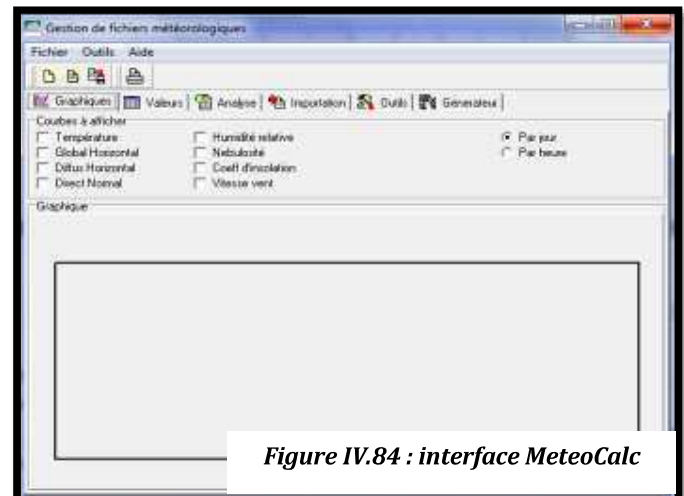 Gestion de fichiers météorologiques
Fichier Outils Aide
Graphiques Valeurs Analyse Importation Outils Générateur
Courbes à afficher
Température Humidité relative Par jour
Global Horizontal Nébulosité Par heure
Diffus Horizontal Coeff d'insolation
Direct Normal Vitesse vent
Graphique
Figure IV.84 : interface MeteoCalc